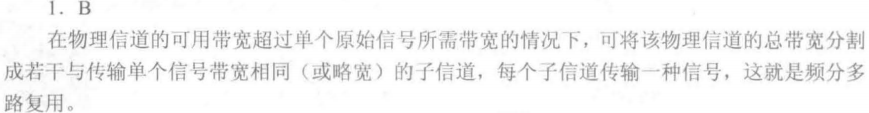 1. B
在物理信道的可用带宽超过单个原始信号所需带宽的情况下，可将该物理信道的总带宽分割
成若干与传输单个信号带宽相同（或略宽）的子信道，每个子信道传输一种信号，这就是频分多
路复用。